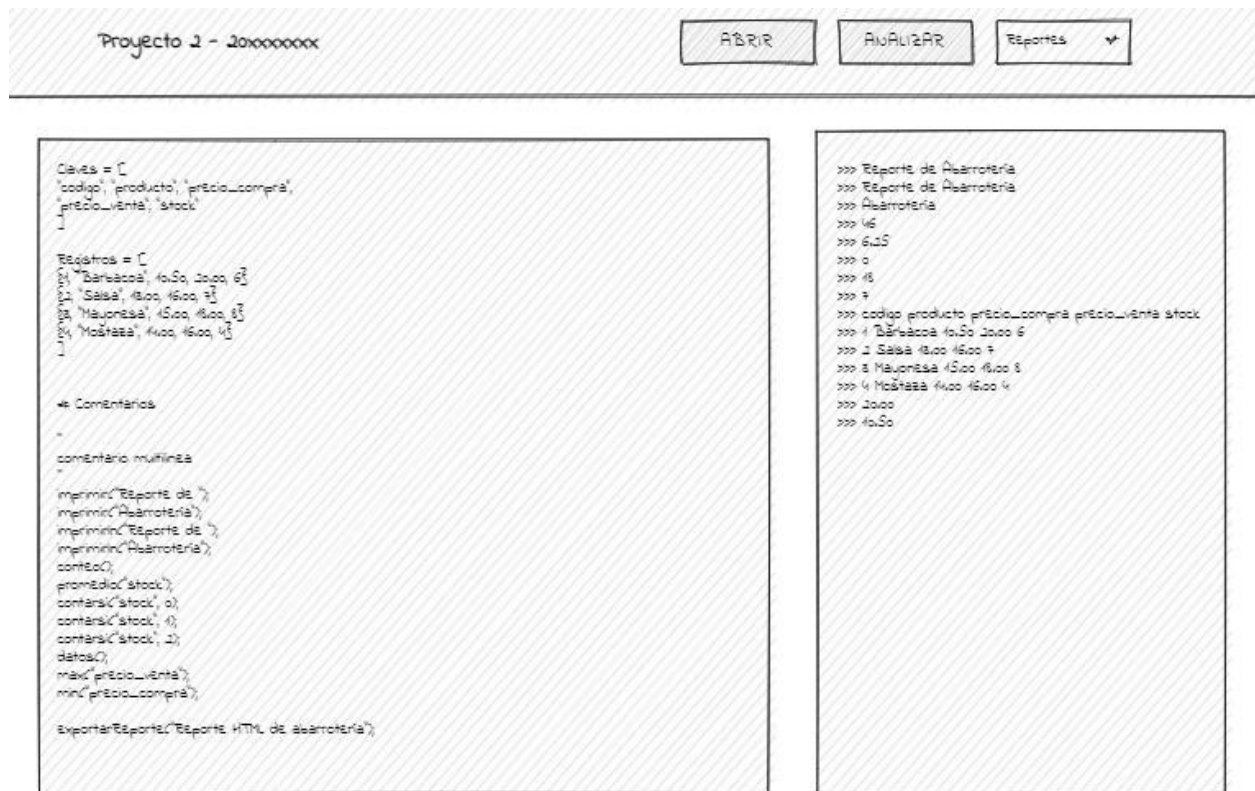 Proyecto 2 - 20xxxxxxx
ABRIR
ANALIZAR
Reportes
Claves = [
"codigo", "producto", "precio_compra",
"precio_venta", "stock"
]
Registros = [
{1, "Barbacoa", 10.50, 20.00, 6}
{2, "Salsa", 13.00, 16.00, 7}
{3, "Mayonesa", 15.00, 18.00, 8}
{4, "Mostaza", 14.00, 16.00, 4}
]
# Comentarios
comentario multilinea
imprimir("Reporte de ");
imprimir("Abarrotería");
imprimirln("Reporte de ");
imprimirln("Abarrotería");
conteo();
promedio("stock");
contarsi("stock", 0);
contarsi("stock", 1);
contarsi("stock", 2);
datos();
max("precio_venta");
min("precio_compra");
exportarReporte("Reporte HTML de abarrotería");
>>> Reporte de Abarrotería
>>> Reporte de
>>> Abarrotería
>>> 6.25
>>> 0
>>> 7
>>> codigo producto precio_compra precio_venta stock
>>> 1 Barbacoa 10.50 20.00 6
>>> 2 Salsa 13.00 16.00 7
>>> 3 Mayonesa 15.00 18.00 8
>>> 4 Mostaza 14.00 16.00 4
>>> 20.00
>>> 10.50